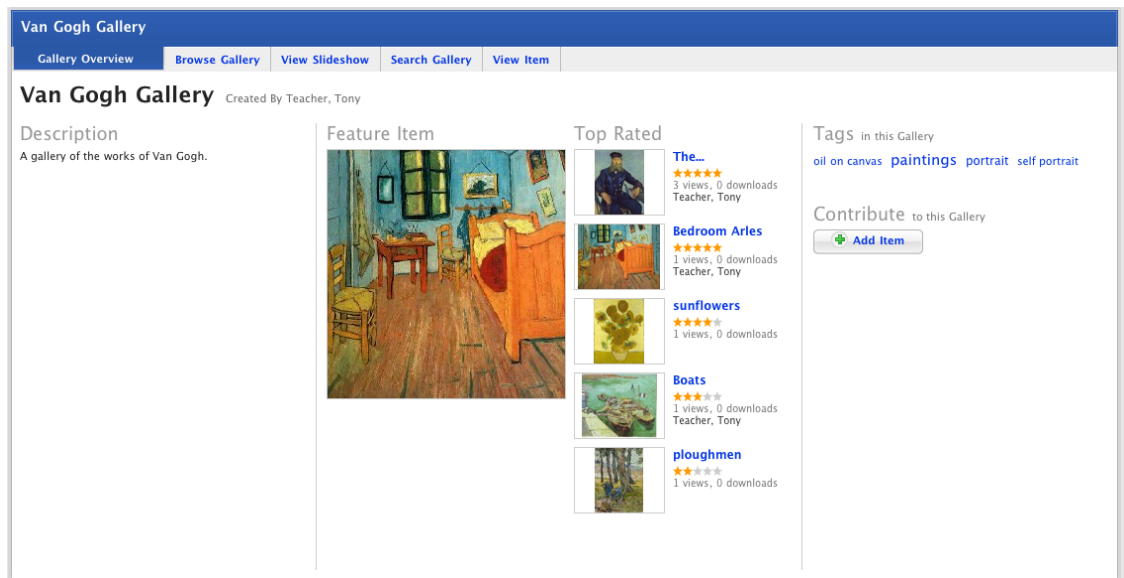 Van Gogh Gallery
Gallery Overview Browse Gallery View Slideshow Search Gallery View Item
Van Gogh Gallery Created By Teacher, Tony
Description
A gallery of the works of Van Gogh.
Feature Item
Top Rated
The...
3 views, 0 downloads
Teacher, Tony
Bedroom Arles
1 views, 0 downloads
Teacher, Tony
sunflowers
1 views, 0 downloads
Boats
1 views, 0 downloads
Teacher, Tony
ploughmen
1 views, 0 downloads
Tags in this Gallery
oil on canvas paintings portrait self portrait
Contribute to this Gallery
Add Item